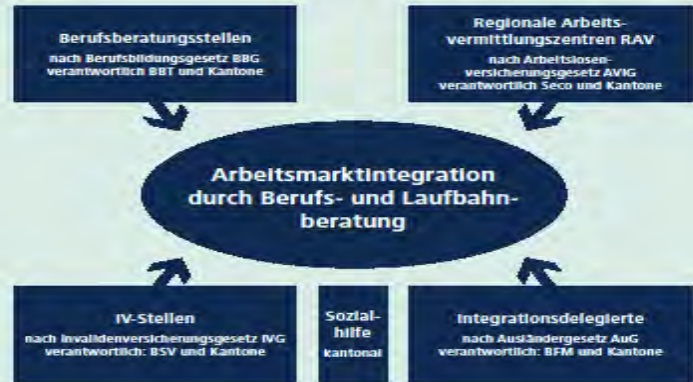 Berufsberatungsstellen
nach Berufsbildungsgesetz BBG
verantwortlich BBT und Kantone
Regionale Arbeits-
vermittlungszentren RAV
nach Arbeitslosen-
versicherungsgesetz AVIG
verantwortlich Seco und Kantone
Arbeitsmarktintegration
durch Berufs- und Laufbahn-
beratung
IV-Stellen
nach Invalidenversicherungsgesetz IVG
verantwortlich: BSV und Kantone
Sozial-
hilfe
kantonal
Integrationsdelegierte
nach Ausländergesetz AuG
verantwortlich: BFM und Kantone